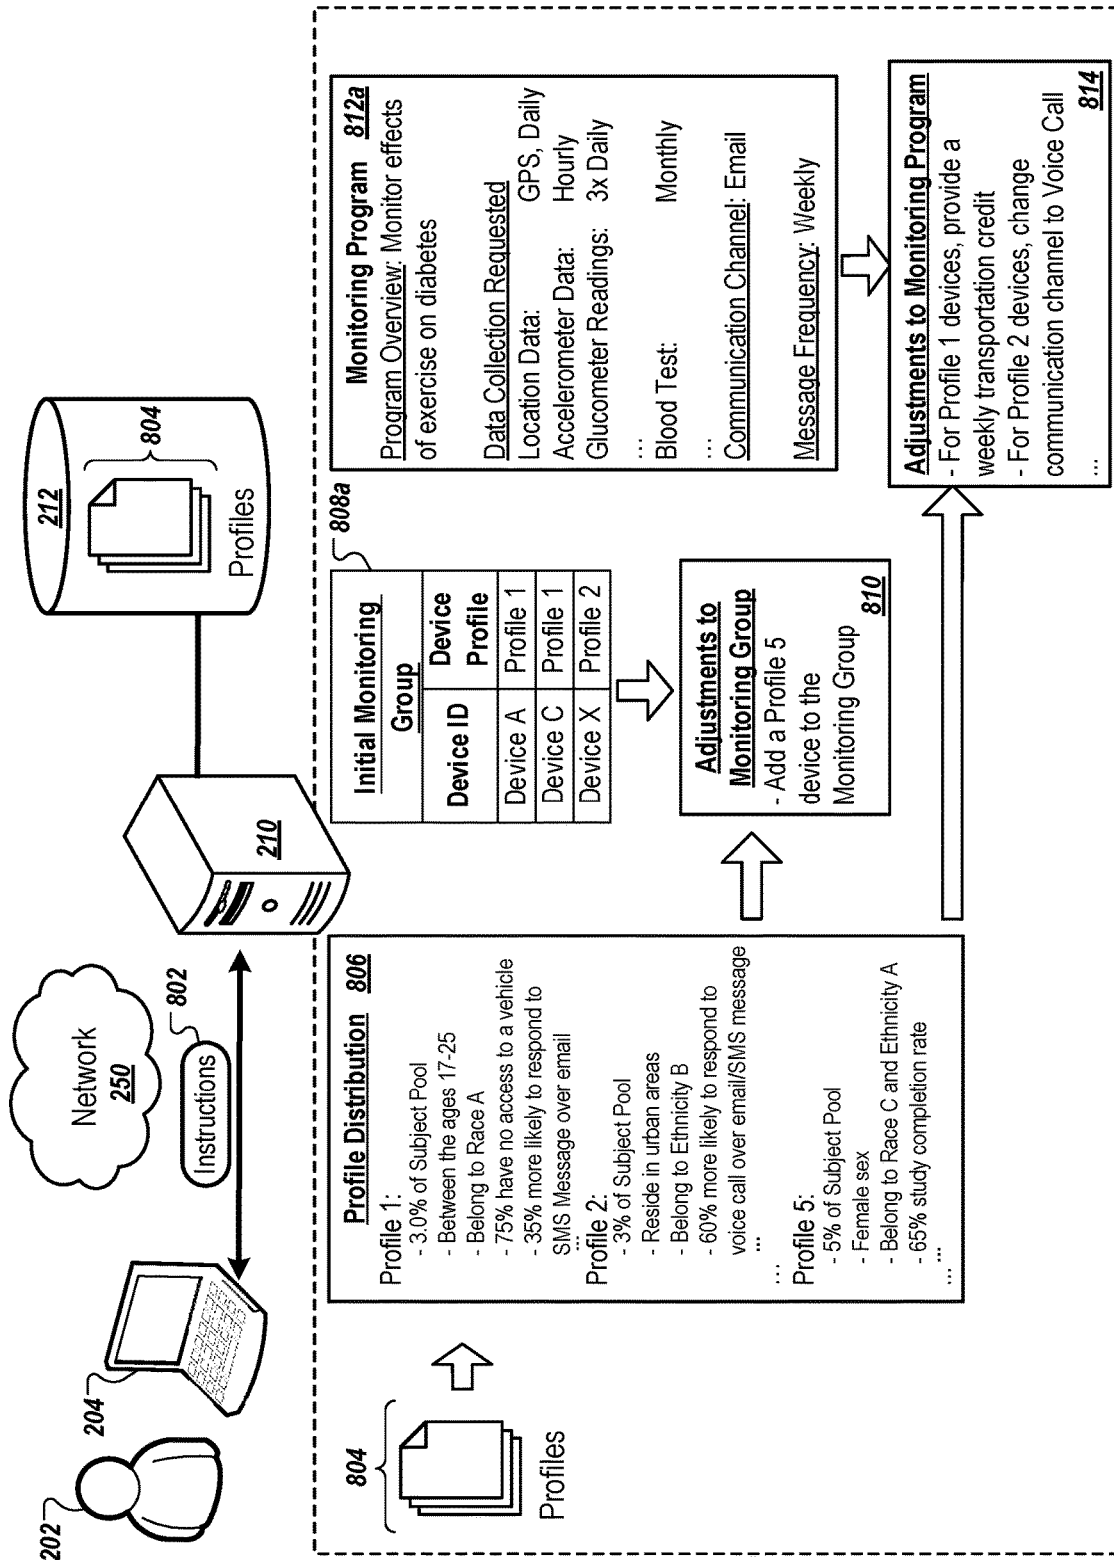 202
204
Network
250
Instructions
802
210
212
804
Profiles
804
Profiles
Profile Distribution 806
Profile 1:
- 3.0% of Subject Pool
- Between the ages 17-25
- Belong to Race A
- 75% have no access to a vehicle
- 35% more likely to respond to
SMS Message over email
...
Profile 2:
- 3% of Subject Pool
- Reside in urban areas
- Belong to Ethnicity B
- 60% more likely to respond to
voice call over email/SMS message
...
...
Profile 5:
- 5% of Subject Pool
- Female sex
- Belong to Race C and Ethnicity A
- 65% study completion rate
...
...
808a
Initial Monitoring
Group
Device ID Device
Profile
Device A Profile 1
Device C Profile 1
Device X Profile 2
Adjustments to
Monitoring Group
- Add a Profile 5
device to the
Monitoring Group
810
Monitoring Program 812a
Program Overview: Monitor effects
of exercise on diabetes
Data Collection Requested
Location Data: GPS, Daily
Accelerometer Data: Hourly
Glucometer Readings: 3x Daily
...
Blood Test: Monthly
...
Communication Channel: Email
Message Frequency: Weekly
Adjustments to Monitoring Program
- For Profile 1 devices, provide a
weekly transportation credit
- For Profile 2 devices, change
communication channel to Voice Call
...
814